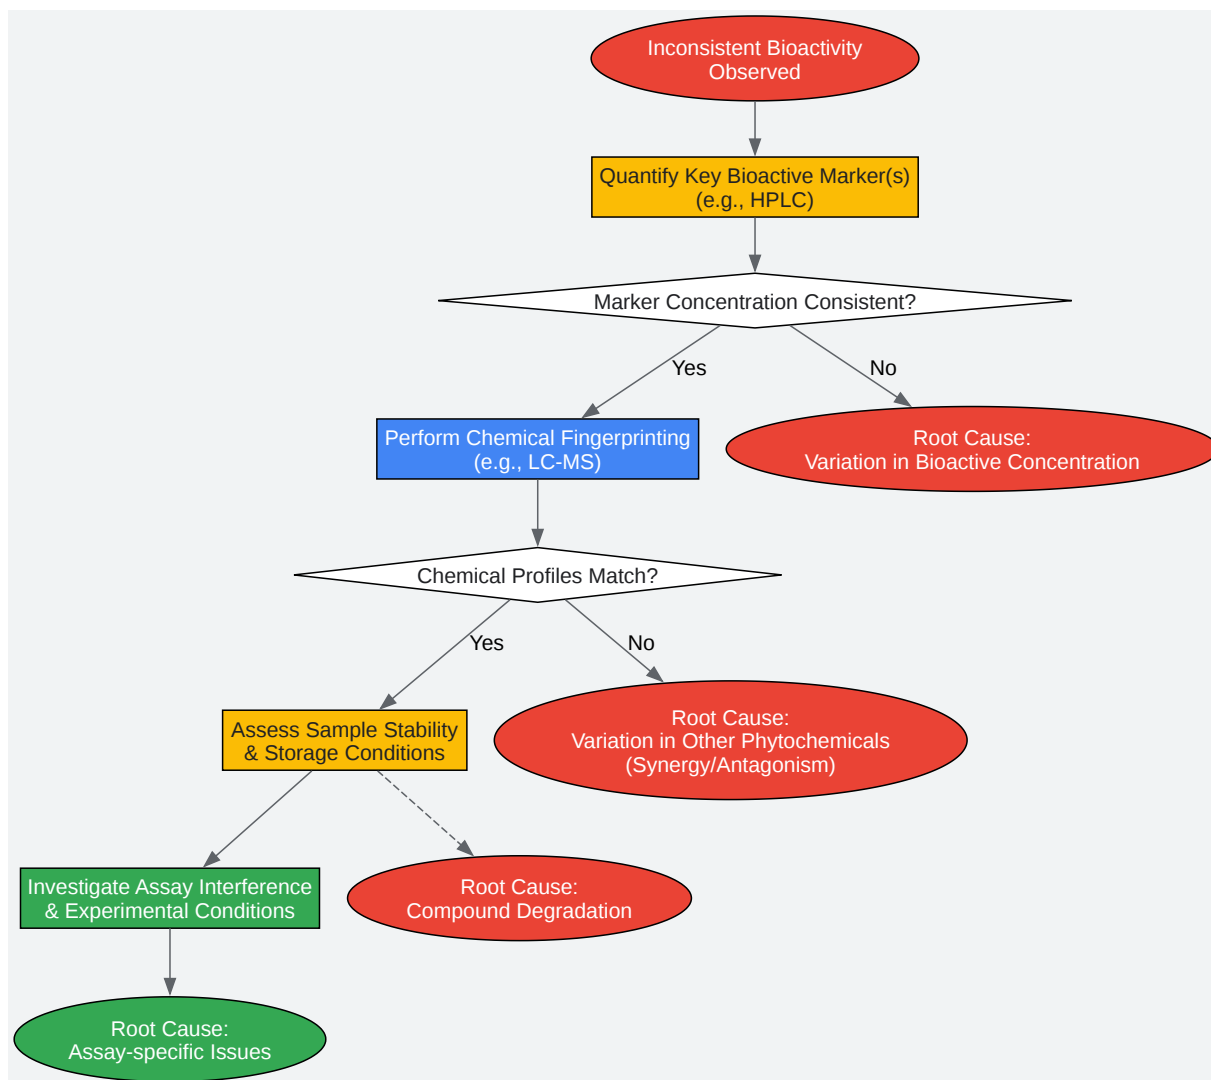 Inconsistent Bioactivity
Observed
Quantify Key Bioactive Marker(s)
(e.g., HPLC)
Marker Concentration Consistent?
Yes
No
Perform Chemical Fingerprinting
(e.g., LC-MS)
Root Cause:
Variation in Bioactive Concentration
Chemical Profiles Match?
Yes
No
Assess Sample Stability
& Storage Conditions
Root Cause:
Variation in Other Phytochemicals
(Synergy/Antagonism)
Investigate Assay Interference
& Experimental Conditions
Root Cause:
Compound Degradation
Root Cause:
Assay-specific Issues